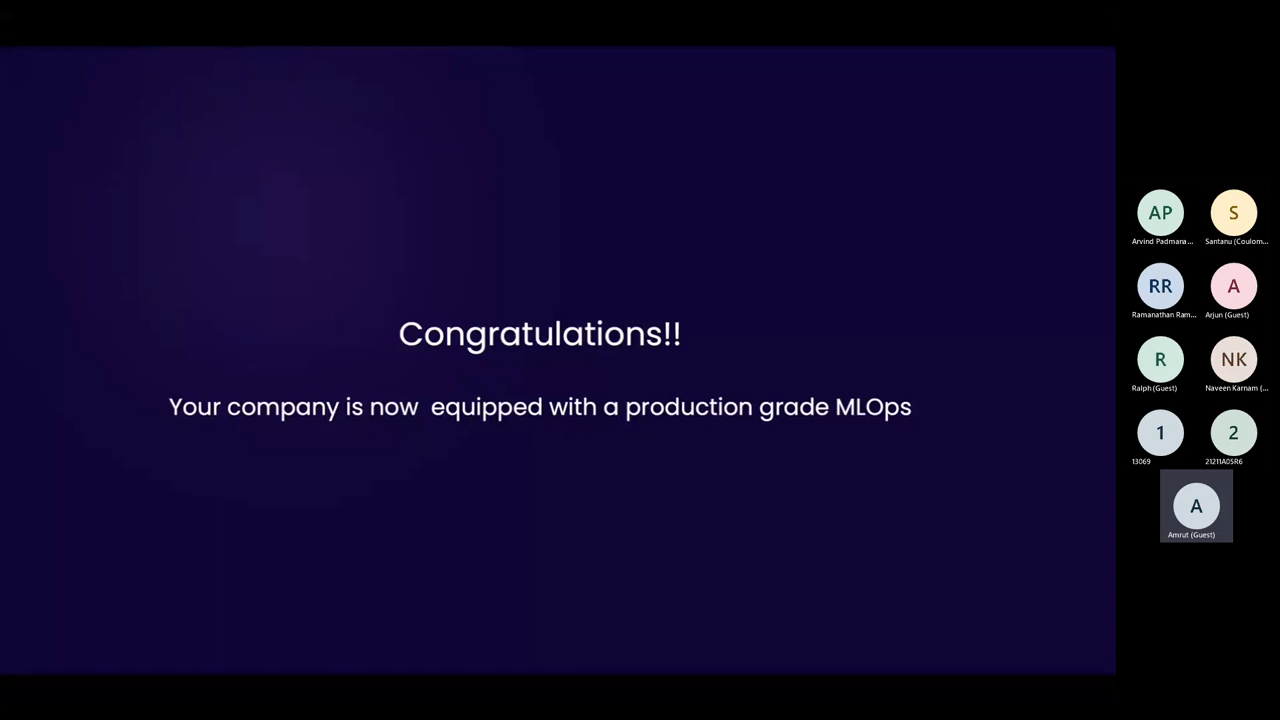 Congratulations!!
Your company is now equipped with a production grade MLOps
AP
S
Arvind Padmana...
Santanu (Coulom...
RR
A
Ramanathan Ram...
Arjun (Guest)
R
NK
Ralph (Guest)
Naveen Karnam (...
1
2
13069
21211A05R6
A
Amrut (Guest)